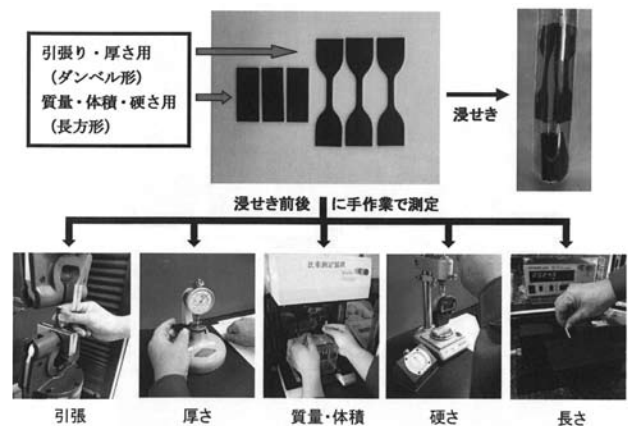 引張り・厚さ用
(ダンベル形)
質量・体積・硬さ用
(長方形)
浸せき
浸せき前後
に手作業で測定
引張
厚さ
質量・体積
硬さ
長さ